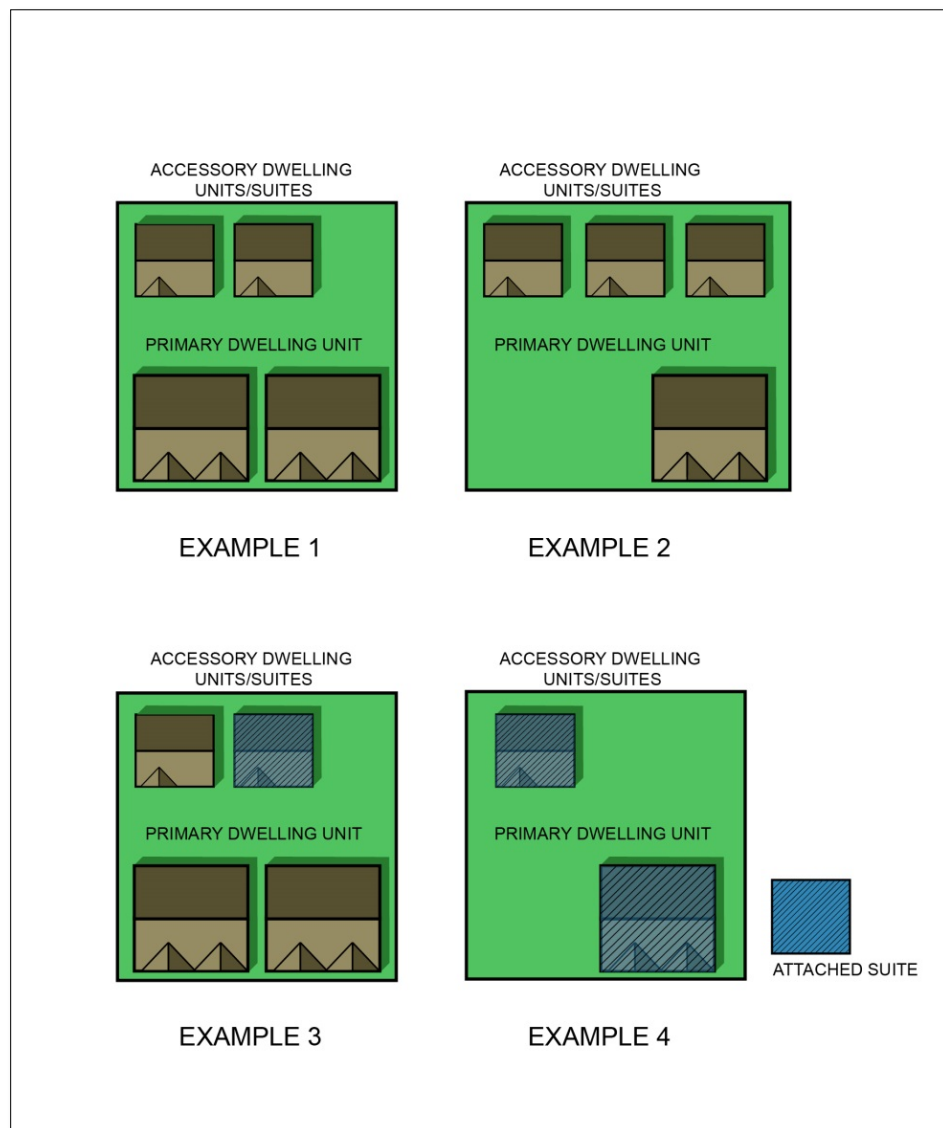 ACCESSORY DWELLING
UNITS/SUITES
PRIMARY DWELLING UNIT
EXAMPLE 1
ACCESSORY DWELLING
UNITS/SUITES
PRIMARY DWELLING UNIT
EXAMPLE 2
ACCESSORY DWELLING
UNITS/SUITES
PRIMARY DWELLING UNIT
EXAMPLE 3
ACCESSORY DWELLING
UNITS/SUITES
PRIMARY DWELLING UNIT
EXAMPLE 4
ATTACHED SUITE